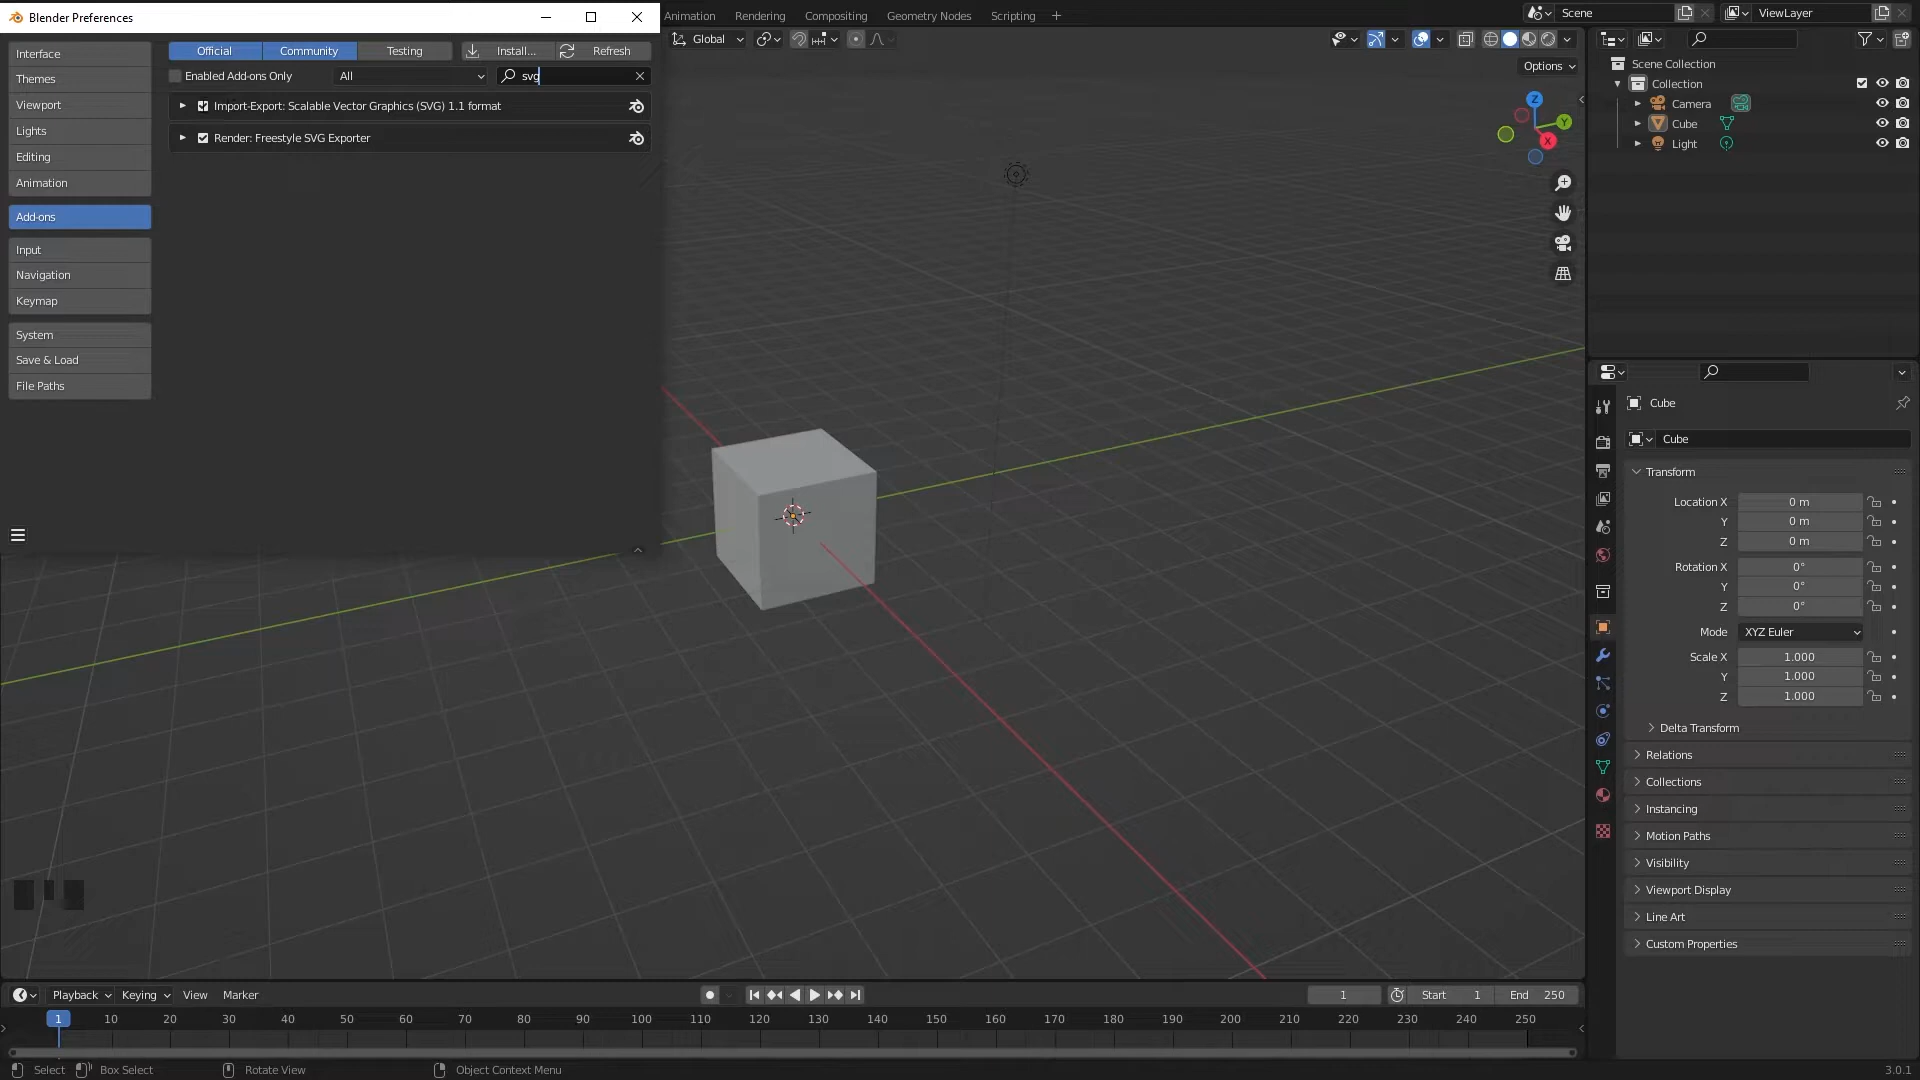 Blender Preferences
Animation Rendering Compositing Geometry Nodes Scripting
Scene
ViewLayer
Interface
Themes
Viewport
Lights
Editing
Animation
Add-ons
Input
Navigation
Keymap
System
Save & Load
File Paths
Official Community Testing Install... Refresh
Enabled Add-ons Only All svg
Import-Export: Scalable Vector Graphics (SVG) 1.1 format
Render: Freestyle SVG Exporter
Global
Options
Z
Y
X
Scene Collection
Collection
Camera
Cube
Light
Cube
Cube
Transform
Location X 0 m
Y 0 m
Z 0 m
Rotation X 0°
Y 0°
Z 0°
Mode XYZ Euler
Scale X 1.000
Y 1.000
Z 1.000
Delta Transform
Relations
Collections
Instancing
Motion Paths
Visibility
Viewport Display
Line Art
Custom Properties
Playback Keying View Marker
1 Start 1 End 250
1 10 20 30 40 50 60 70 80 90 100 110 120 130 140 150 160 170 180 190 200 210 220 230 240 250
Select Box Select Rotate View Object Context Menu
3.0.1